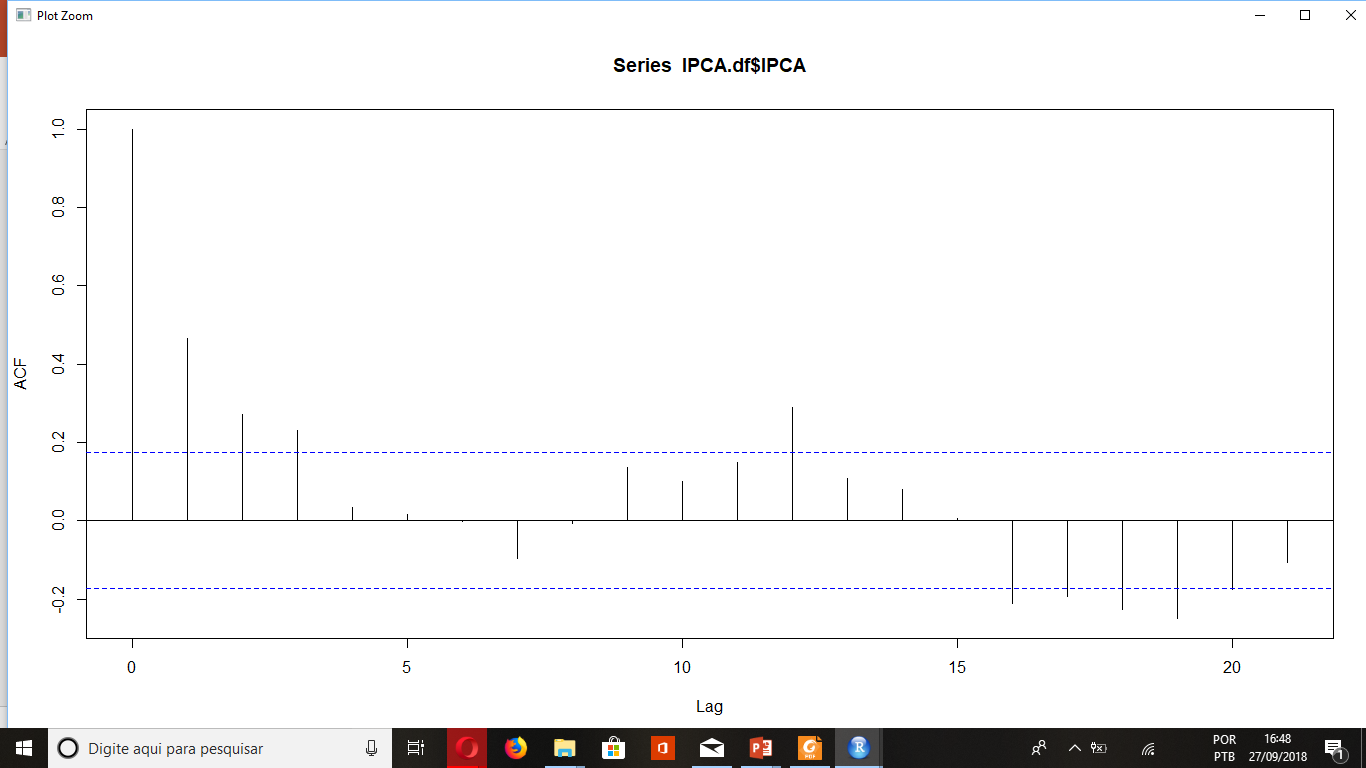 Plot Zoom
Series IPCA.df$IPCA
ACF
1.0
0.8
0.6
0.4
0.2
0.0
-0.2
0 5 10 15 20
Lag
Digite aqui para pesquisar
POR 16:48
PTB 27/09/2018
P
PDF
R
1